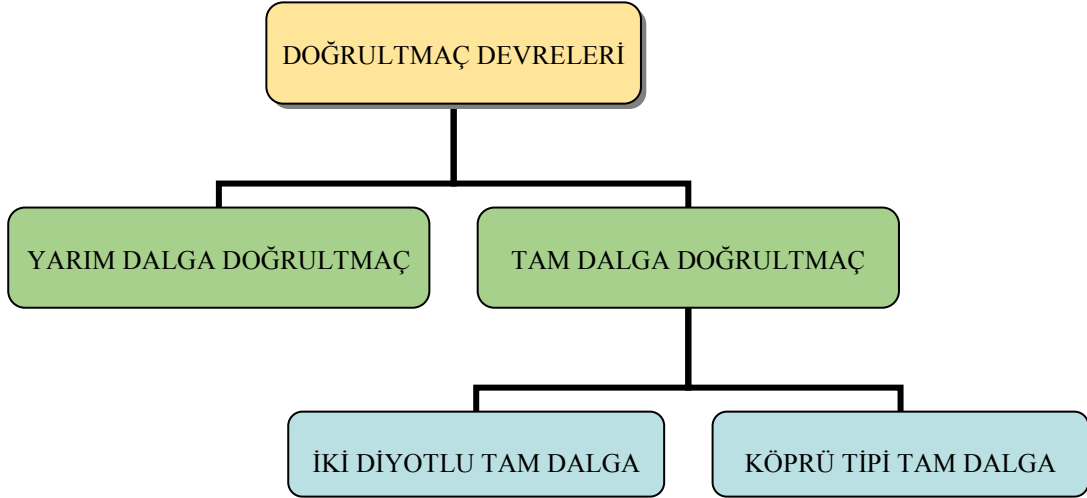 DOĞRULTMAÇ DEVRELERİ
YARIM DALGA DOĞRULTMAÇ
TAM DALGA DOĞRULTMAÇ
İKİ DİYOTLU TAM DALGA
KÖPRÜ TİPİ TAM DALGA